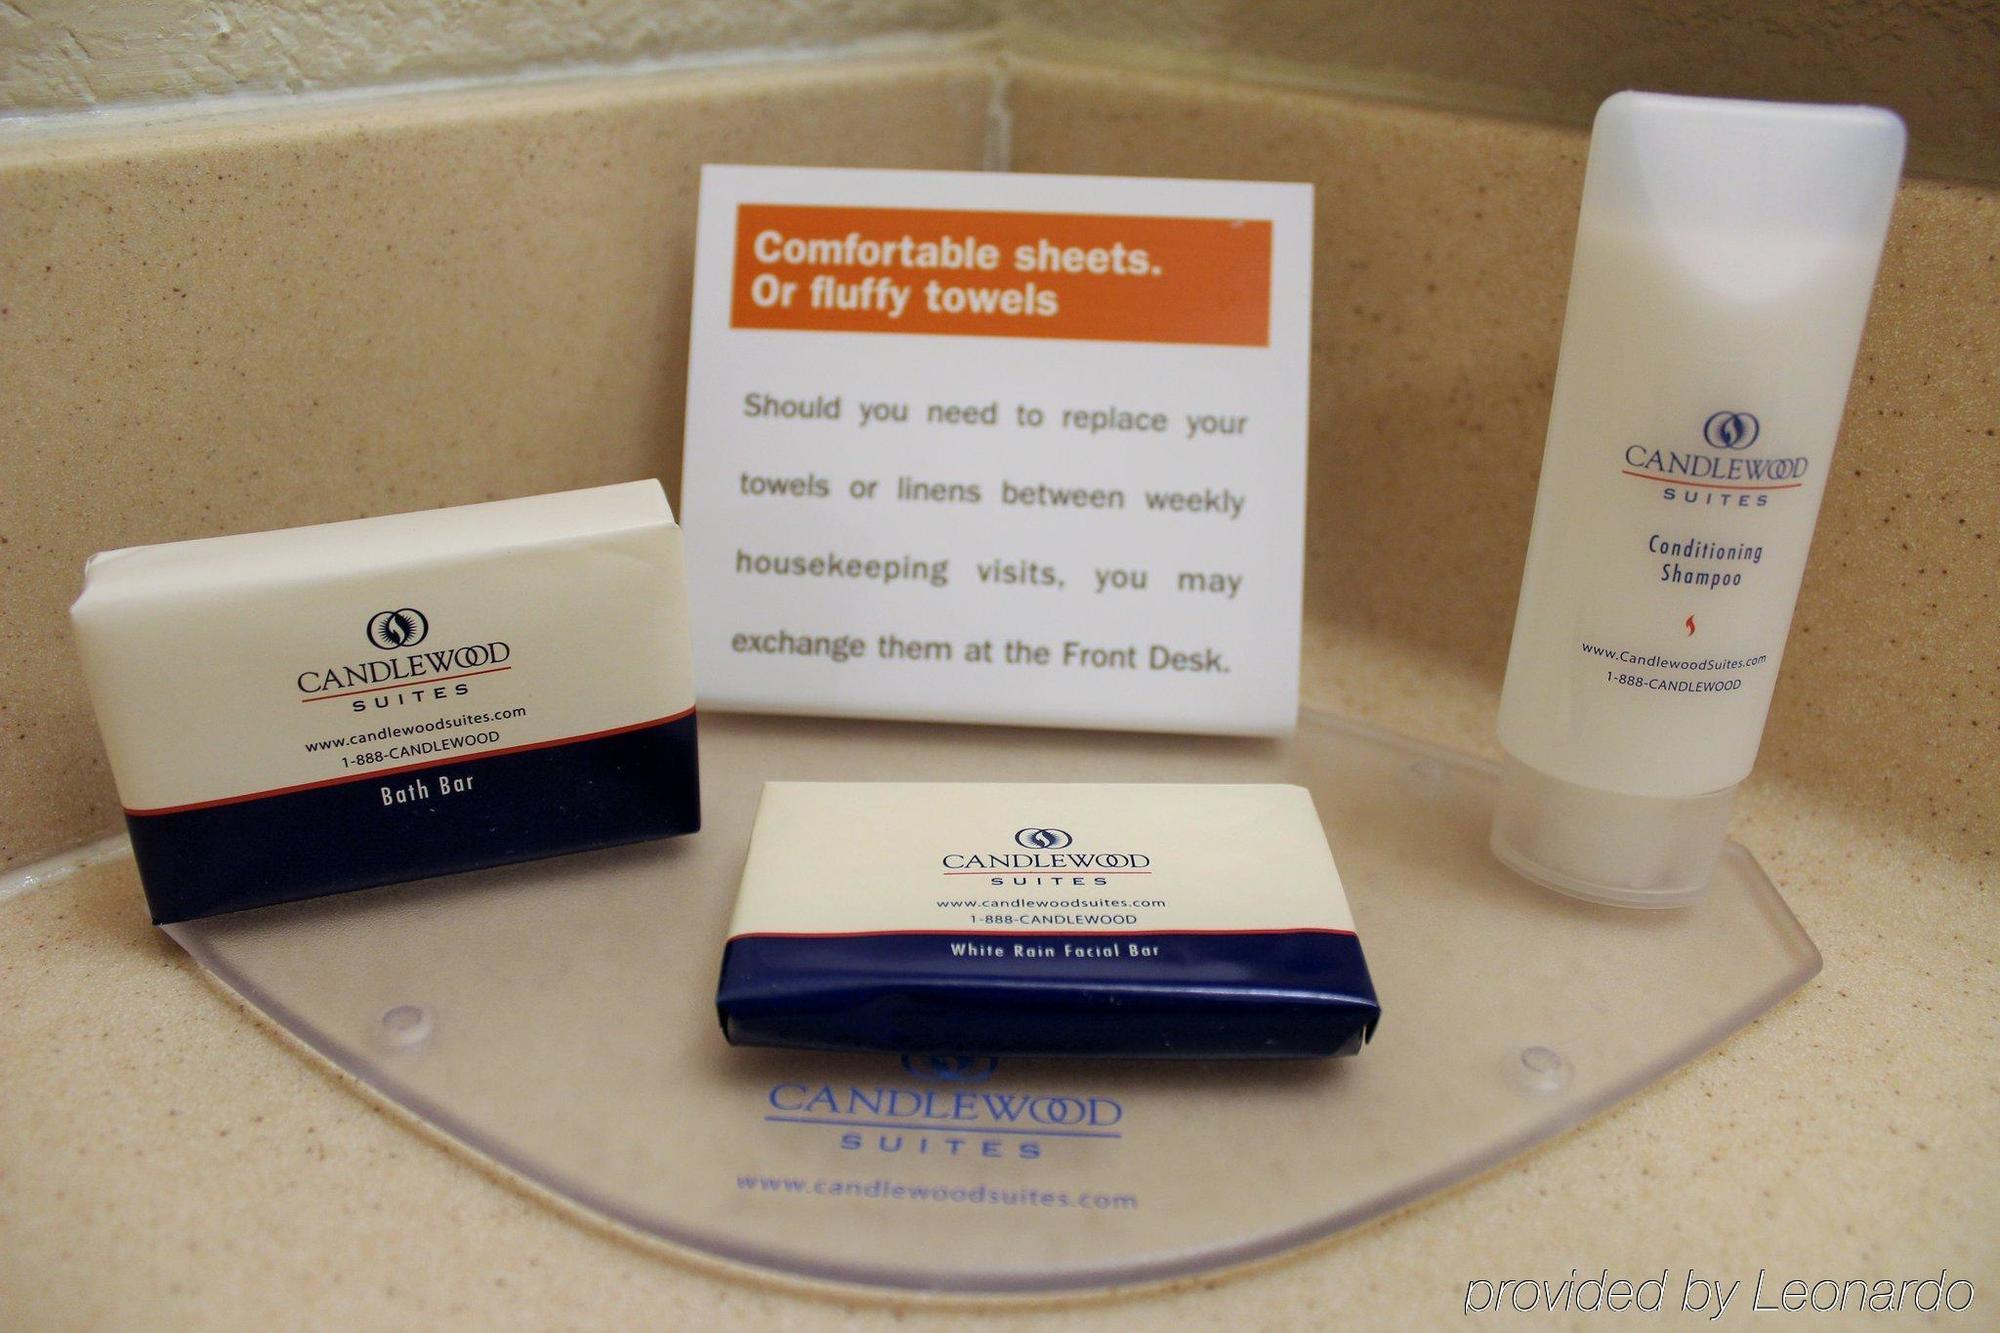 Comfortable sheets.
Or fluffy towels
Should you need to replace your
towels or linens between weekly
housekeeping visits, you may
exchange them at the Front Desk.
CANDLEWOOD
SUITES
www.candlewoodsuites.com
1-888-CANDLEWOOD
Bath Bar
CANDLEWOOD
SUITES
www.candlewoodsuites.com
1-888-CANDLEWOOD
White Rain Facial Bar
CANDLEWOOD
SUITES
Conditioning
Shampoo
www.CandlewoodSuites.com
1-888-CANDLEWOOD
CANDLEWOOD
SUITES
www.candlewoodsuites.com
provided by Leonardo